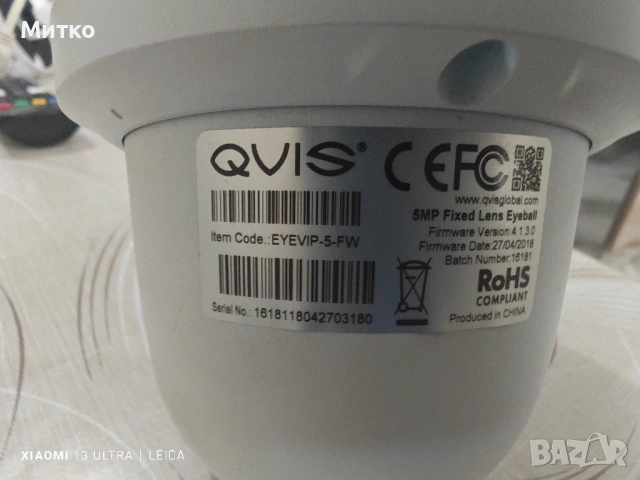 Митко
QVIS®
CE FC
www.qvisglobal.com
5MP Fixed Lens Eyeball
Firmware Version: 4.1.3.0
Firmware Date:27/04/2018
Batch Number:16181
Item Code.:EYEVIP-5-FW
RoHS
COMPLIANT
Serial No.: 1618118042703180
Produced in CHINA
XIAOMI 13 ULTRA | LEICA
bazar
.bg